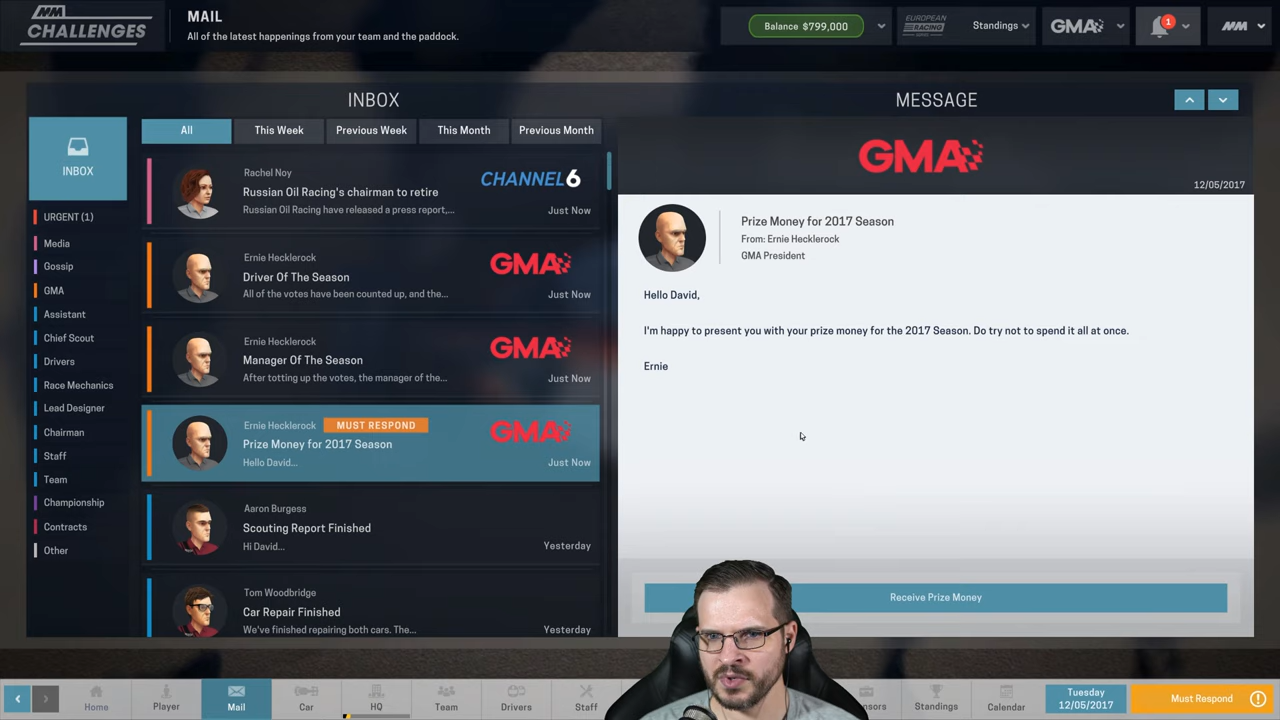 MM
CHALLENGES
MAIL
All of the latest happenings from your team and the paddock.
Balance $799,000
EUROPEAN
RACING
Standings
GMA
1
MM
INBOX
MESSAGE
INBOX
URGENT (1)
Media
Gossip
GMA
Assistant
Chief Scout
Drivers
Race Mechanics
Lead Designer
Chairman
Staff
Team
Championship
Contracts
Other
All
This Week
Previous Week
This Month
Previous Month
Rachel Noy
Russian Oil Racing's chairman to retire
Russian Oil Racing have released a press report,...
CHANNEL6
Just Now
Ernie Hecklerock
Driver Of The Season
All of the votes have been counted up, and the...
GMA
Just Now
Ernie Hecklerock
Manager Of The Season
After totting up the votes, the manager of the...
GMA
Just Now
Ernie Hecklerock
MUST RESPOND
Prize Money for 2017 Season
Hello David...
GMA
Just Now
Aaron Burgess
Scouting Report Finished
Hi David...
Yesterday
Tom Woodbridge
Car Repair Finished
We've finished repairing both cars. The...
Yesterday
GMA
12/05/2017
Prize Money for 2017 Season
From: Ernie Hecklerock
GMA President
Hello David,
I'm happy to present you with your prize money for the 2017 Season. Do try not to spend it all at once.
Ernie
Receive Prize Money
Home
Player
Mail
Car
HQ
Team
Drivers
Staff
Standings
Calendar
Tuesday
12/05/2017
Must Respond